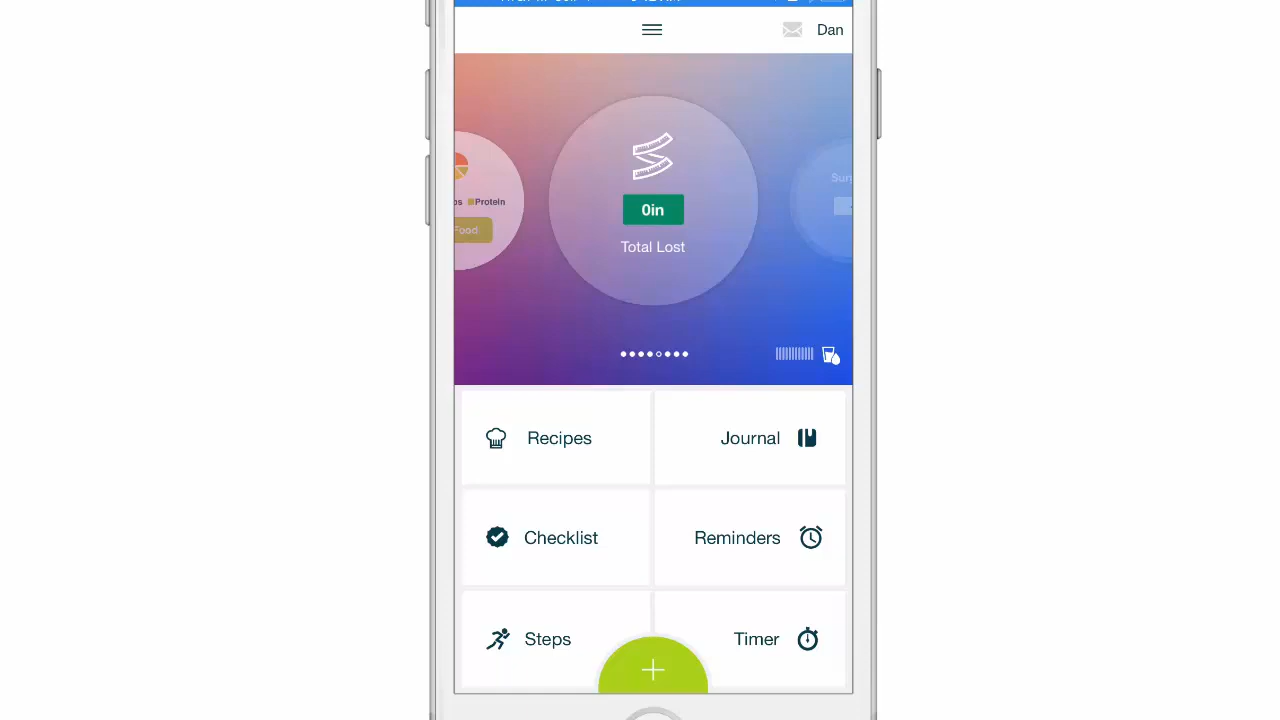 Dan
Protein
Food
0in
Total Lost
Recipes
Journal
Checklist
Reminders
Steps
Timer